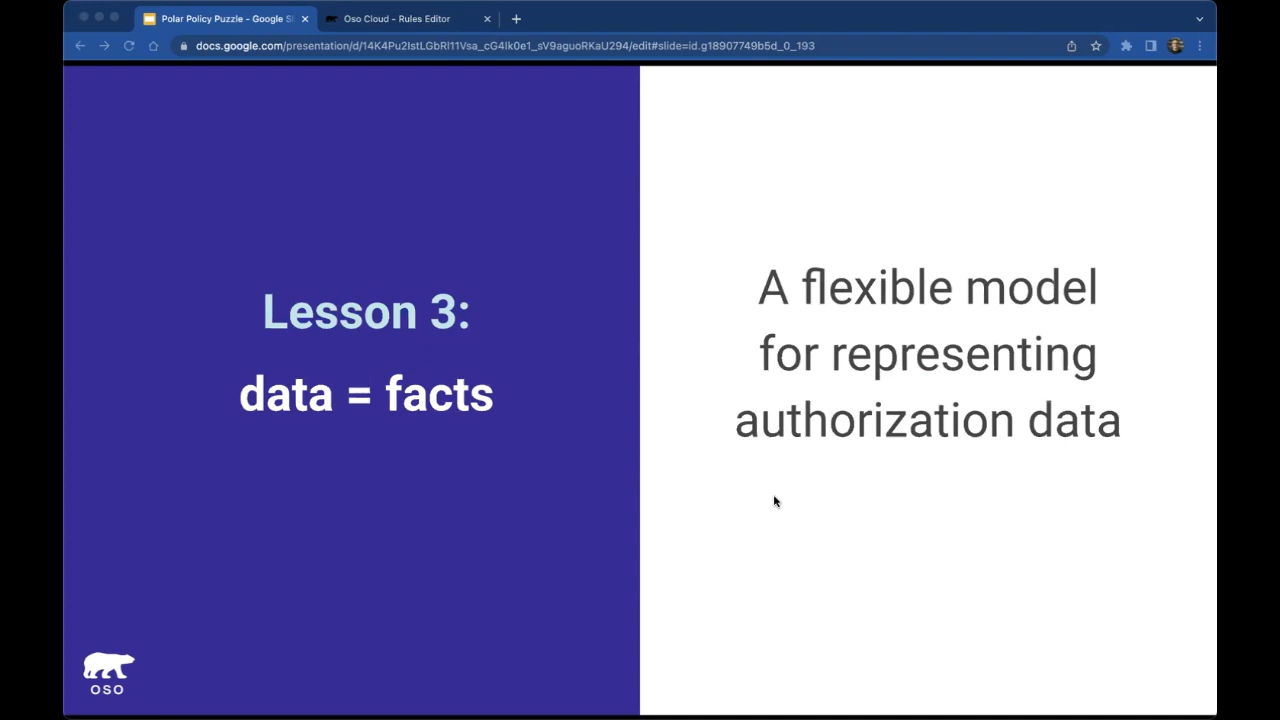 Polar Policy Puzzle - Google Sl
Oso Cloud - Rules Editor
docs.google.com/presentation/d/14K4Pu2IstLGbRl11Vsa_cG4Ik0e1_sV9aguoRKaU294/edit#slide=id.g18907749b5d_0_193
Lesson 3:
data = facts
A flexible model
for representing
authorization data
OSO